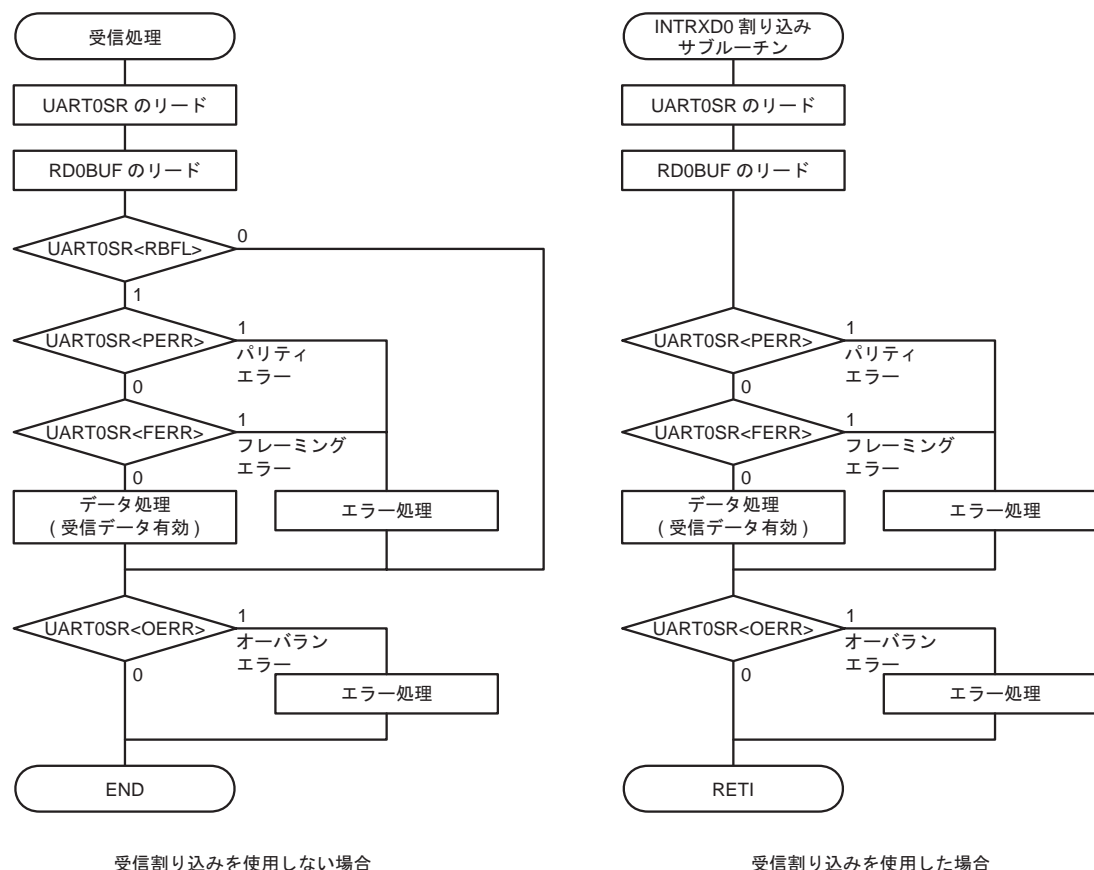 受信処理
UART0SR のリード
RD0BUF のリード
UART0SR<RBFL>
0
1
UART0SR<PERR>
1
パリティ
エラー
0
UART0SR<FERR>
1
フレーミング
エラー
0
データ処理
( 受信データ有効 )
エラー処理
UART0SR<OERR>
1
オーバラン
エラー
0
エラー処理
END
受信割り込みを使用しない場合
INTRXD0 割り込み
サブルーチン
UART0SR のリード
RD0BUF のリード
UART0SR<PERR>
1
パリティ
エラー
0
UART0SR<FERR>
1
フレーミング
エラー
0
データ処理
( 受信データ有効 )
エラー処理
UART0SR<OERR>
1
オーバラン
エラー
0
エラー処理
RETI
受信割り込みを使用した場合